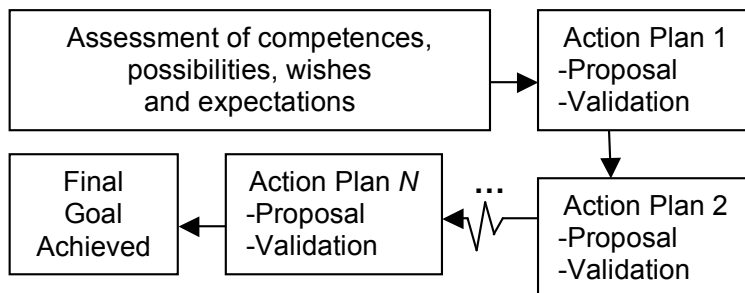 Assessment of competences,
possibilities, wishes
and expectations
Action Plan 1
-Proposal
-Validation
Action Plan 2
-Proposal
-Validation
...
Action Plan N
-Proposal
-Validation
Final
Goal
Achieved